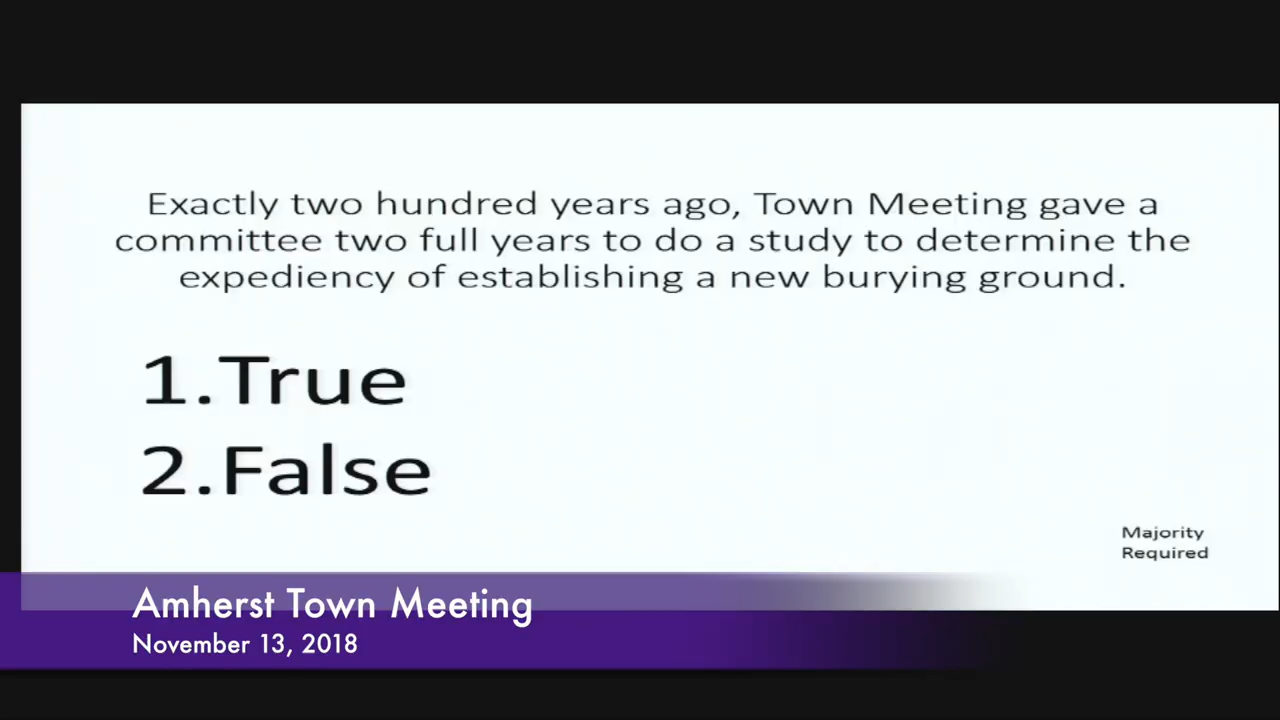 Exactly two hundred years ago, Town Meeting gave a
committee two full years to do a study to determine the
expediency of establishing a new burying ground.
1.True
2.False
Majority
Required
Amherst Town Meeting
November 13, 2018